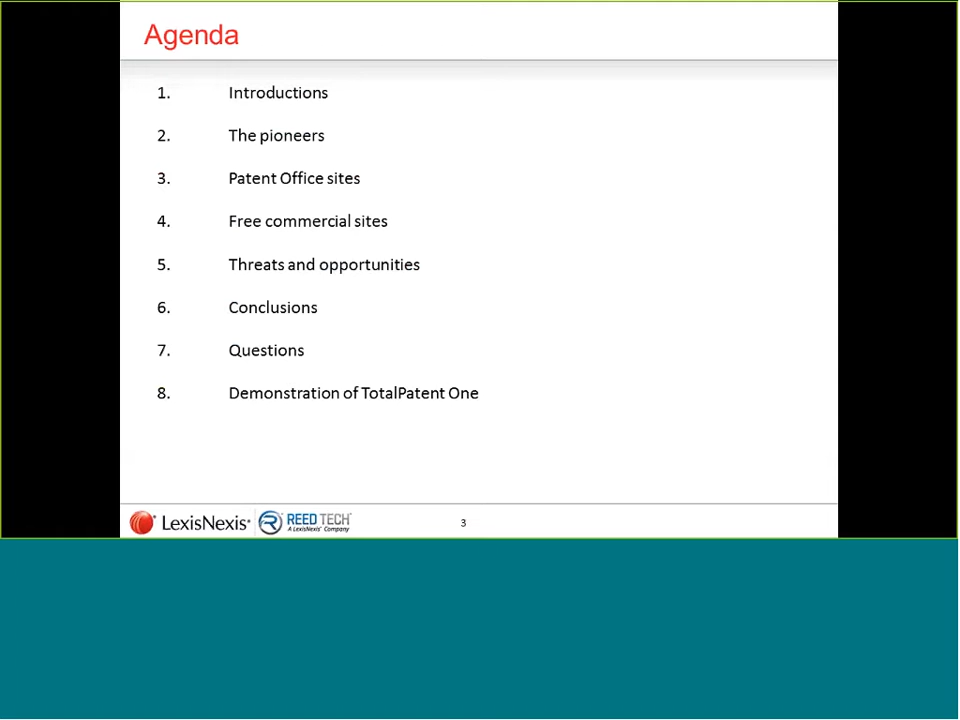 Agenda
1. Introductions
2. The pioneers
3. Patent Office sites
4. Free commercial sites
5. Threats and opportunities
6. Conclusions
7. Questions
8. Demonstration of TotalPatent One
LexisNexis® REED TECH® 3
A LexisNexis® Company